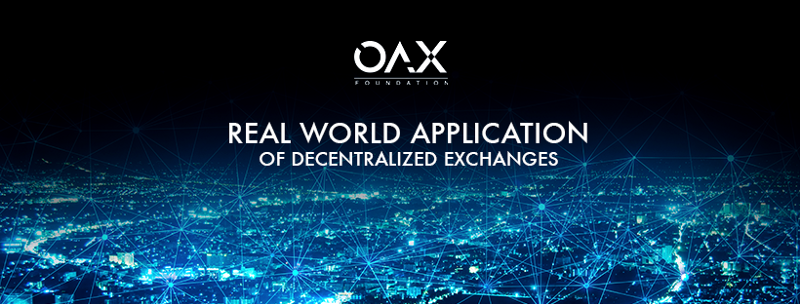 OAX
FOUNDATION
REAL WORLD APPLICATION
OF DECENTRALIZED EXCHANGES